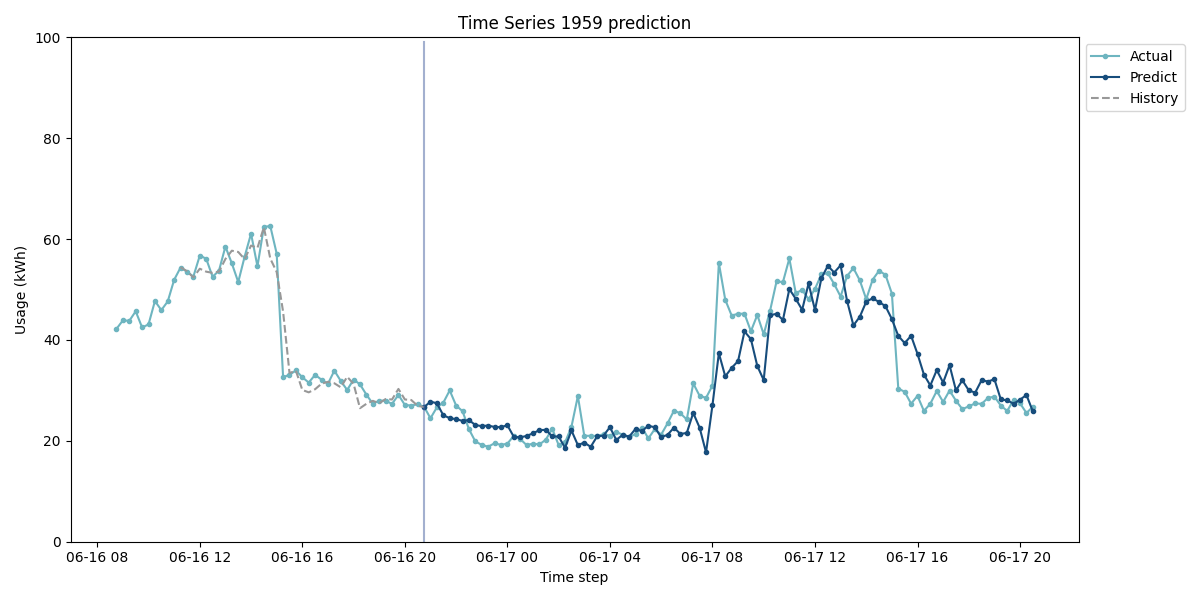 Time Series 1959 prediction
100
80
60
40
20
0
Usage (kWh)
06-16 08
06-16 12
06-16 16
06-16 20
06-17 00
06-17 04
06-17 08
06-17 12
06-17 16
06-17 20
Time step
Actual
Predict
History